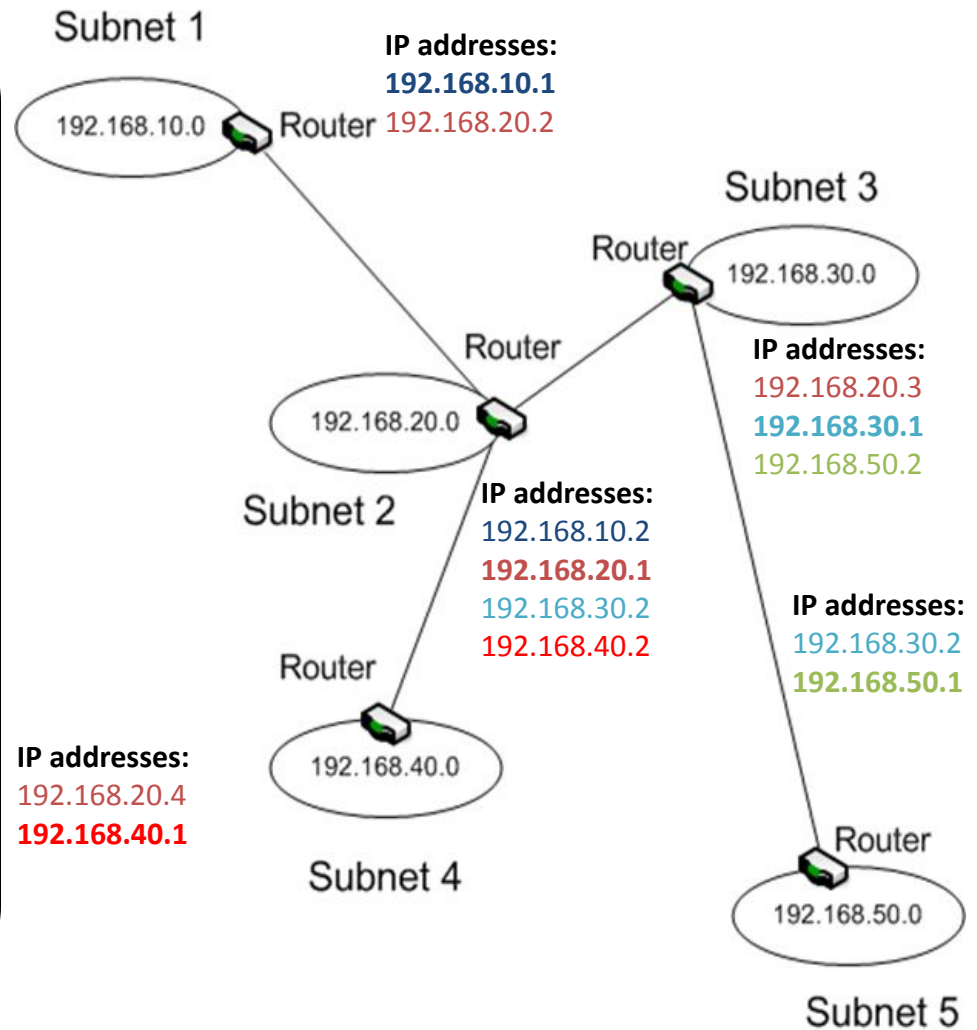 Subnet 1
IP addresses:
192.168.10.1
192.168.20.2
192.168.10.0
Router
Subnet 3
Router
192.168.30.0
IP addresses:
192.168.20.3
192.168.30.1
192.168.50.2
Router
192.168.20.0
Subnet 2
IP addresses:
192.168.10.2
192.168.20.1
192.168.30.2
192.168.40.2
IP addresses:
192.168.30.2
192.168.50.1
Router
192.168.40.0
IP addresses:
192.168.20.4
192.168.40.1
Subnet 4
Router
192.168.50.0
Subnet 5